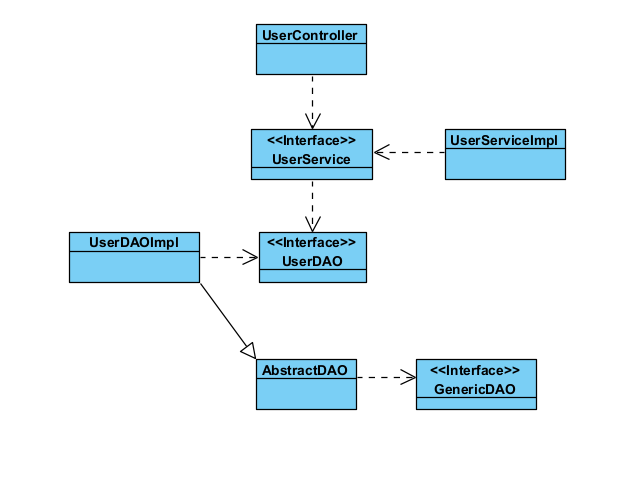 UserController
<<Interface>>
UserService
UserServiceImpl
UserDAOImpl
<<Interface>>
UserDAO
AbstractDAO
<<Interface>>
GenericDAO